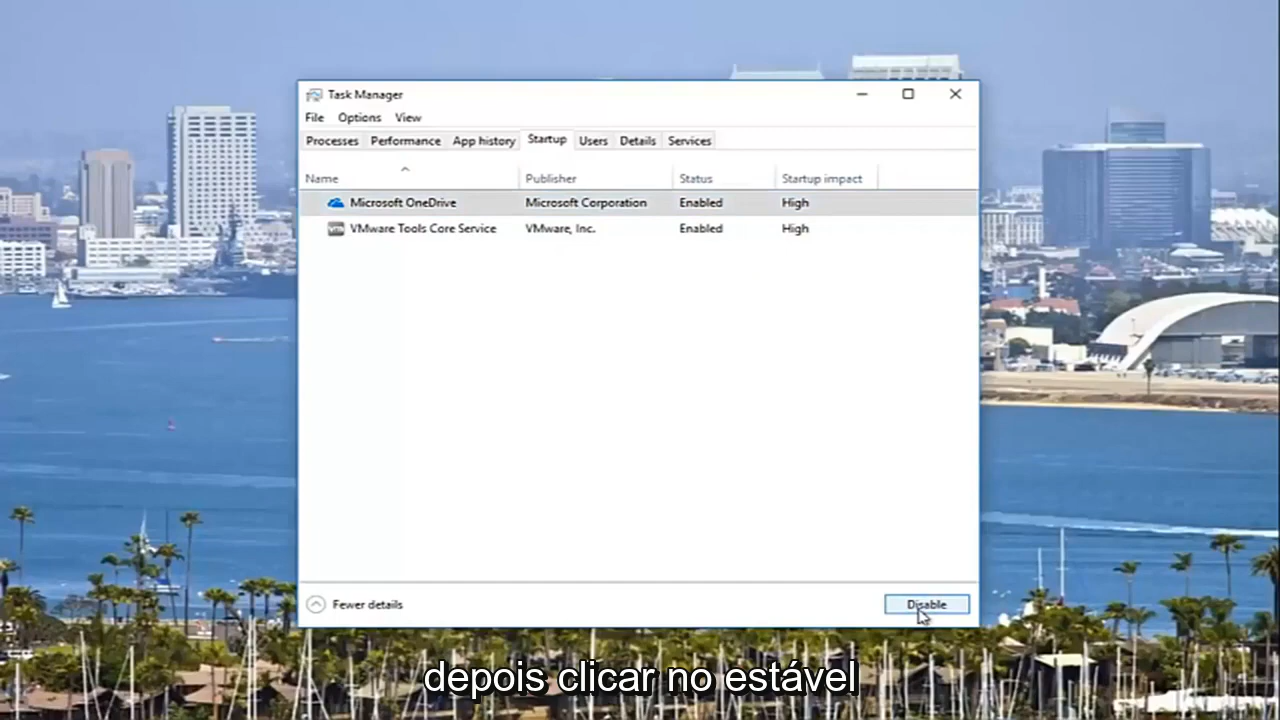 Task Manager
File Options View
Processes Performance App history Startup Users Details Services
Name Publisher Status Startup impact
Microsoft OneDrive Microsoft Corporation Enabled High
vm VMware Tools Core Service VMware, Inc. Enabled High
Fewer details Disable
depois clicar no estável